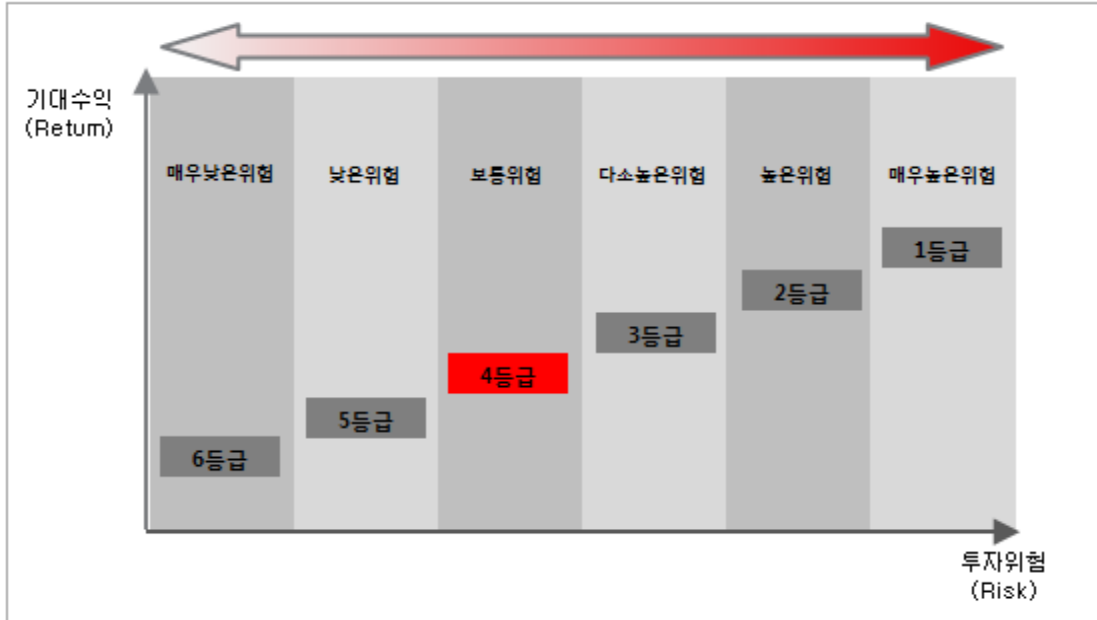 기대수익
(Return)
매우낮은위험
낮은위험
보통위험
다소높은위험
높은위험
매우높은위험
1등급
2등급
3등급
4등급
5등급
6등급
투자위험
(Risk)